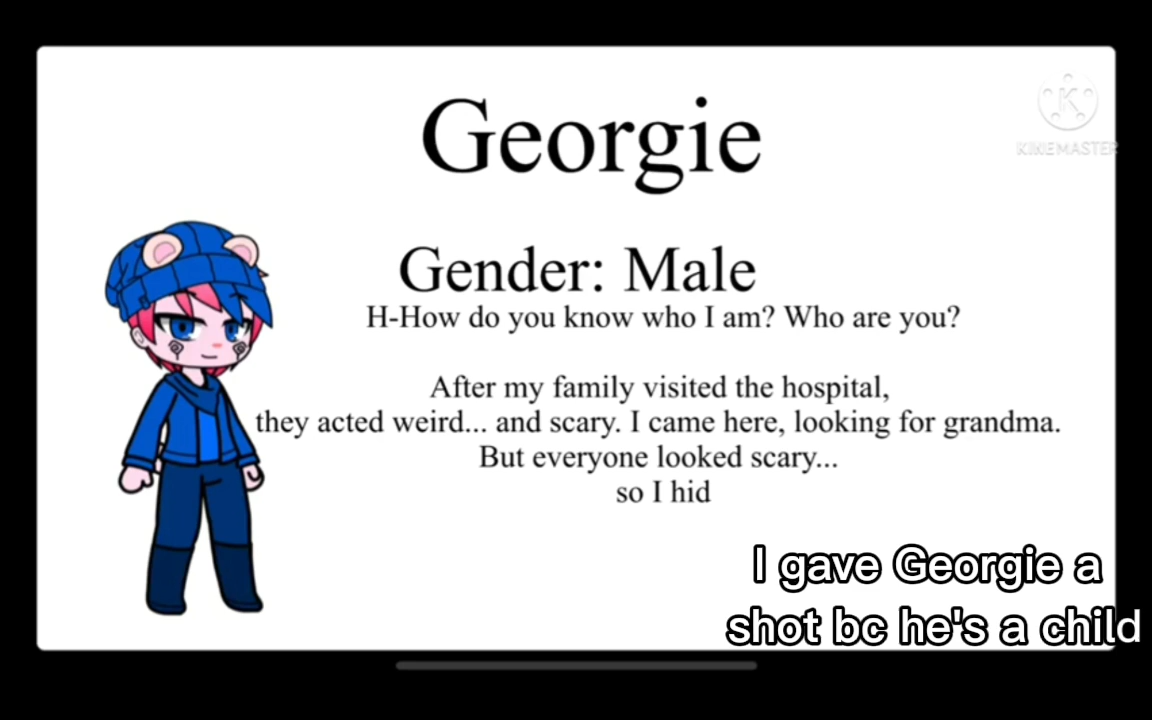 Georgie
KINEMASTER
Gender: Male
H-How do you know who I am? Who are you?
After my family visited the hospital,
they acted weird... and scary. I came here, looking for grandma.
But everyone looked scary...
so I hid
I gave Georgie a
shot bc he's a child